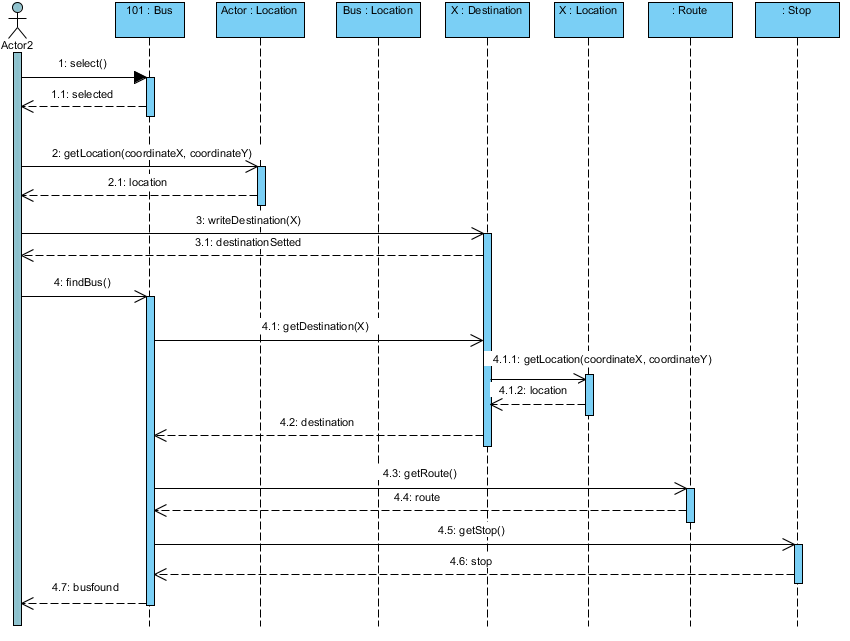 101 : Bus
Actor : Location
Bus : Location
X : Destination
X : Location
: Route
: Stop
Actor2
1: select()
1.1: selected
2: getLocation(coordinateX, coordinateY)
2.1: location
3: writeDestination(X)
3.1: destinationSetted
4: findBus()
4.1: getDestination(X)
4.1.1: getLocation(coordinateX, coordinateY)
4.1.2: location
4.2: destination
4.3: getRoute()
4.4: route
4.5: getStop()
4.6: stop
4.7: busfound